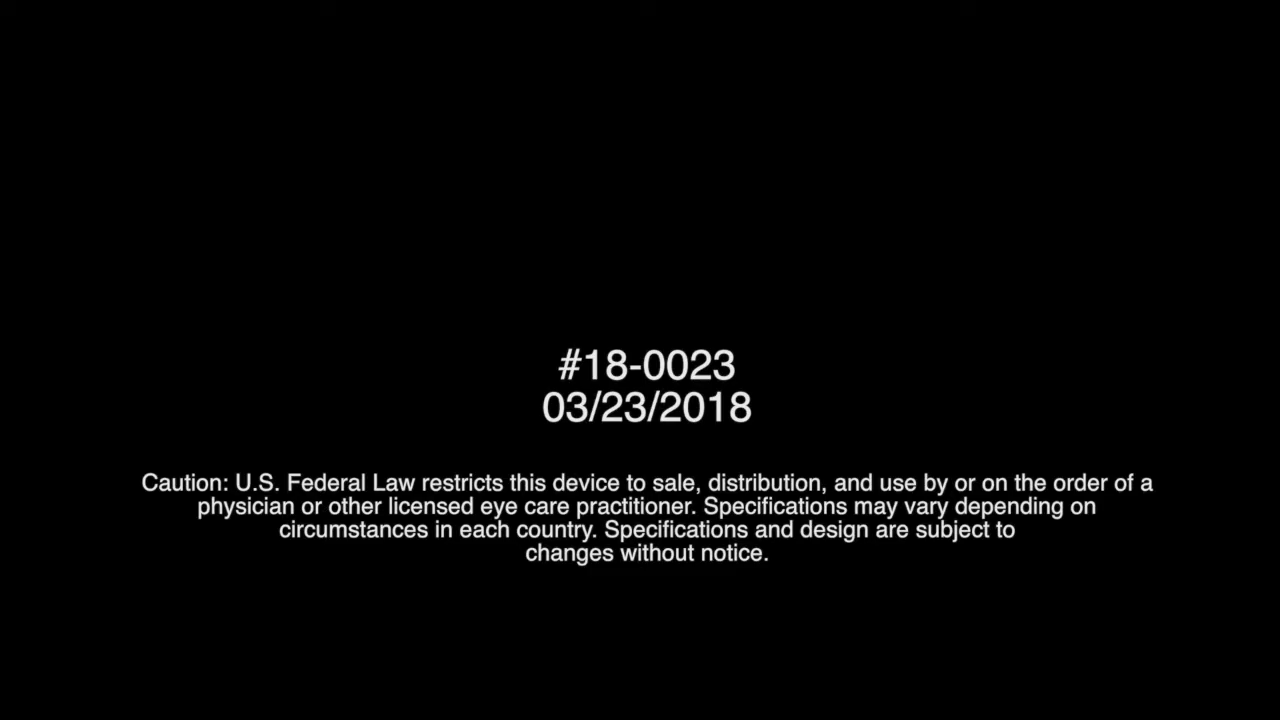 #18-0023
03/23/2018
Caution: U.S. Federal Law restricts this device to sale, distribution, and use by or on the order of a
physician or other licensed eye care practitioner. Specifications may vary depending on
circumstances in each country. Specifications and design are subject to
changes without notice.